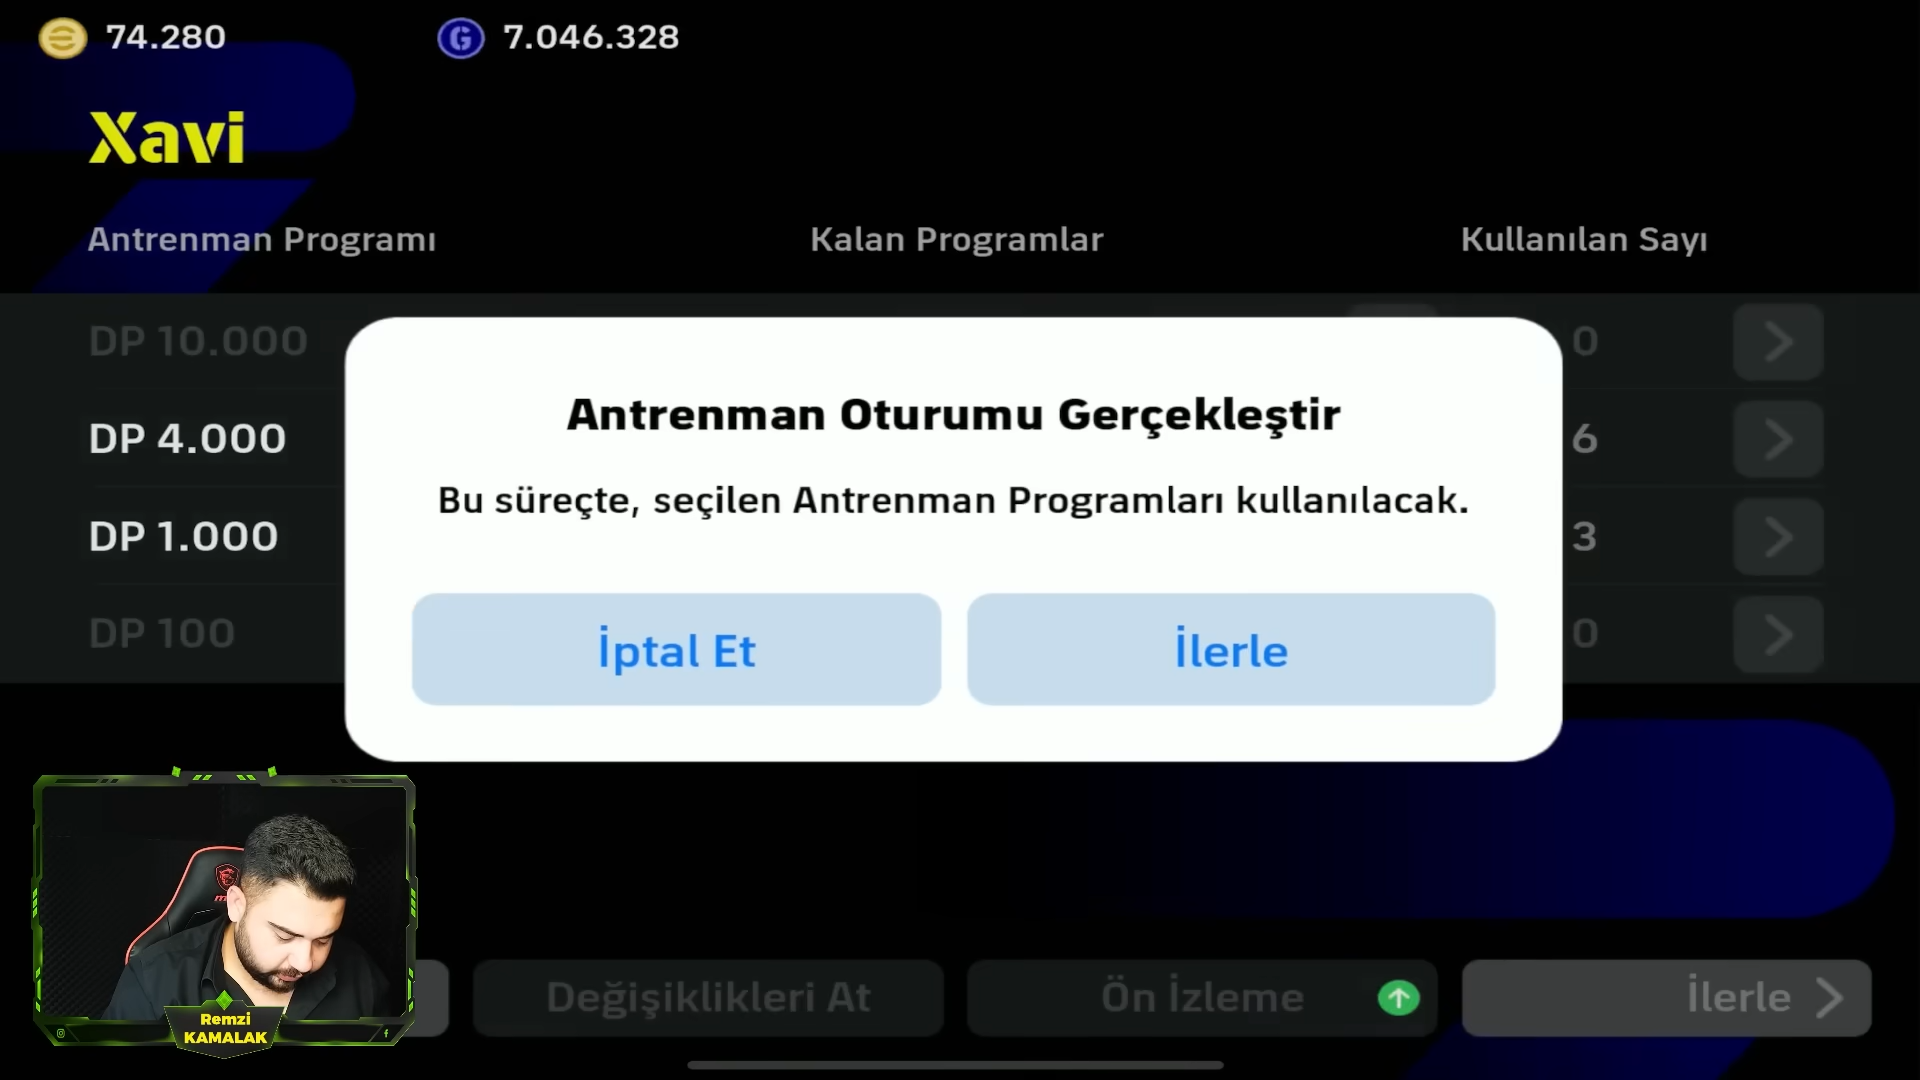 74.280
7.046.328
Xavi
Antrenman Programı
Kalan Programlar
Kullanılan Sayı
DP 10.000
0
DP 4.000
6
DP 1.000
3
DP 100
0
Antrenman Oturumu Gerçekleştir
Bu süreçte, seçilen Antrenman Programları kullanılacak.
İptal Et
İlerle
Değişiklikleri At
Ön İzleme
İlerle
Remzi
KAMALAK